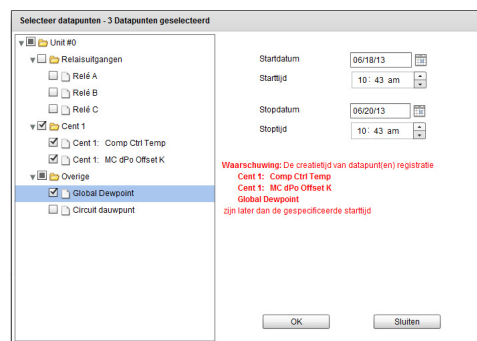 Selecteer datapunten - 3 Datapunten geselecteerd
Unit #0
Relaisuitgangen
Relé A
Relé B
Relé C
Cent 1
Cent 1: Comp Ctrl Temp
Cent 1: MC dPo Offset K
Overige
Global Dewpoint
Circuit dauwpunt
Startdatum 06/18/13
Starttijd 10: 43 am
Stopdatum 06/20/13
Stoptijd 10: 43 am
Waarschuwing: De creatietijd van datapunt(en) registratie
Cent 1: Comp Ctrl Temp
Cent 1: MC dPo Offset K
Global Dewpoint
zijn later dan de gespecificeerde starttijd
OK Sluiten